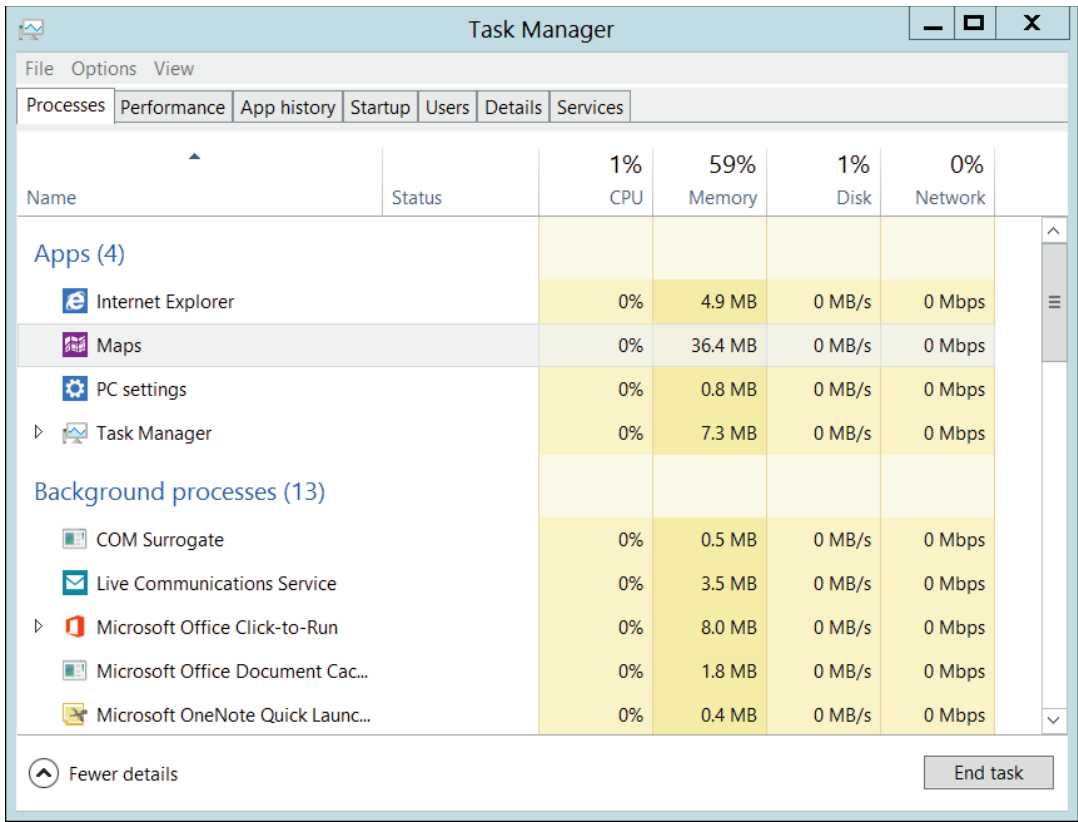 Task Manager
File Options View
Processes Performance App history Startup Users Details Services
1% 59% 1% 0%
Name Status CPU Memory Disk Network
Apps (4)
Internet Explorer 0% 4.9 MB 0 MB/s 0 Mbps
Maps 0% 36.4 MB 0 MB/s 0 Mbps
PC settings 0% 0.8 MB 0 MB/s 0 Mbps
Task Manager 0% 7.3 MB 0 MB/s 0 Mbps
Background processes (13)
COM Surrogate 0% 0.5 MB 0 MB/s 0 Mbps
Live Communications Service 0% 3.5 MB 0 MB/s 0 Mbps
Microsoft Office Click-to-Run 0% 8.0 MB 0 MB/s 0 Mbps
Microsoft Office Document Cac... 0% 1.8 MB 0 MB/s 0 Mbps
Microsoft OneNote Quick Launc... 0% 0.4 MB 0 MB/s 0 Mbps
Fewer details End task